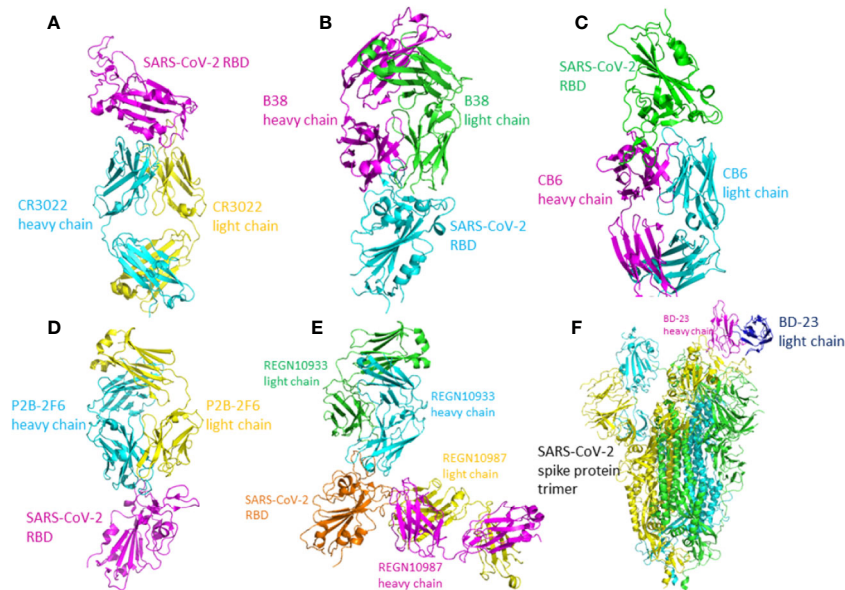 A
SARS-CoV-2 RBD
CR3022
heavy chain
CR3022
light chain
B
B38
heavy chain
B38
light chain
SARS-CoV-2
RBD
C
SARS-CoV-2
RBD
CB6
heavy chain
CB6
light chain
D
P2B-2F6
heavy chain
P2B-2F6
light chain
SARS-CoV-2
RBD
E
REGN10933
light chain
REGN10933
heavy chain
REGN10987
light chain
SARS-CoV-2
RBD
REGN10987
heavy chain
F
BD-23
heavy chain
BD-23
light chain
SARS-CoV-2
spike protein
trimer